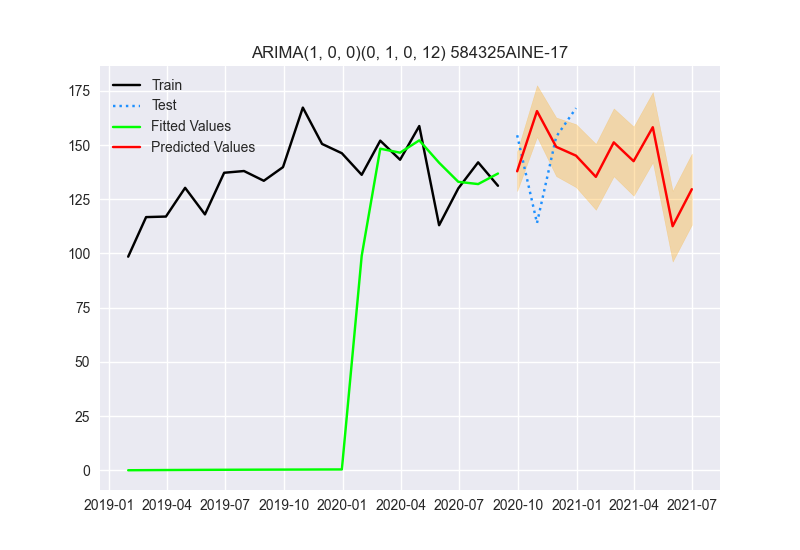 ARIMA(1, 0, 0)(0, 1, 0, 12) 584325AINE-17
Train
Test
Fitted Values
Predicted Values
175
150
125
100
75
50
25
0
2019-01 2019-04 2019-07 2019-10 2020-01 2020-04 2020-07 2020-10 2021-01 2021-04 2021-07